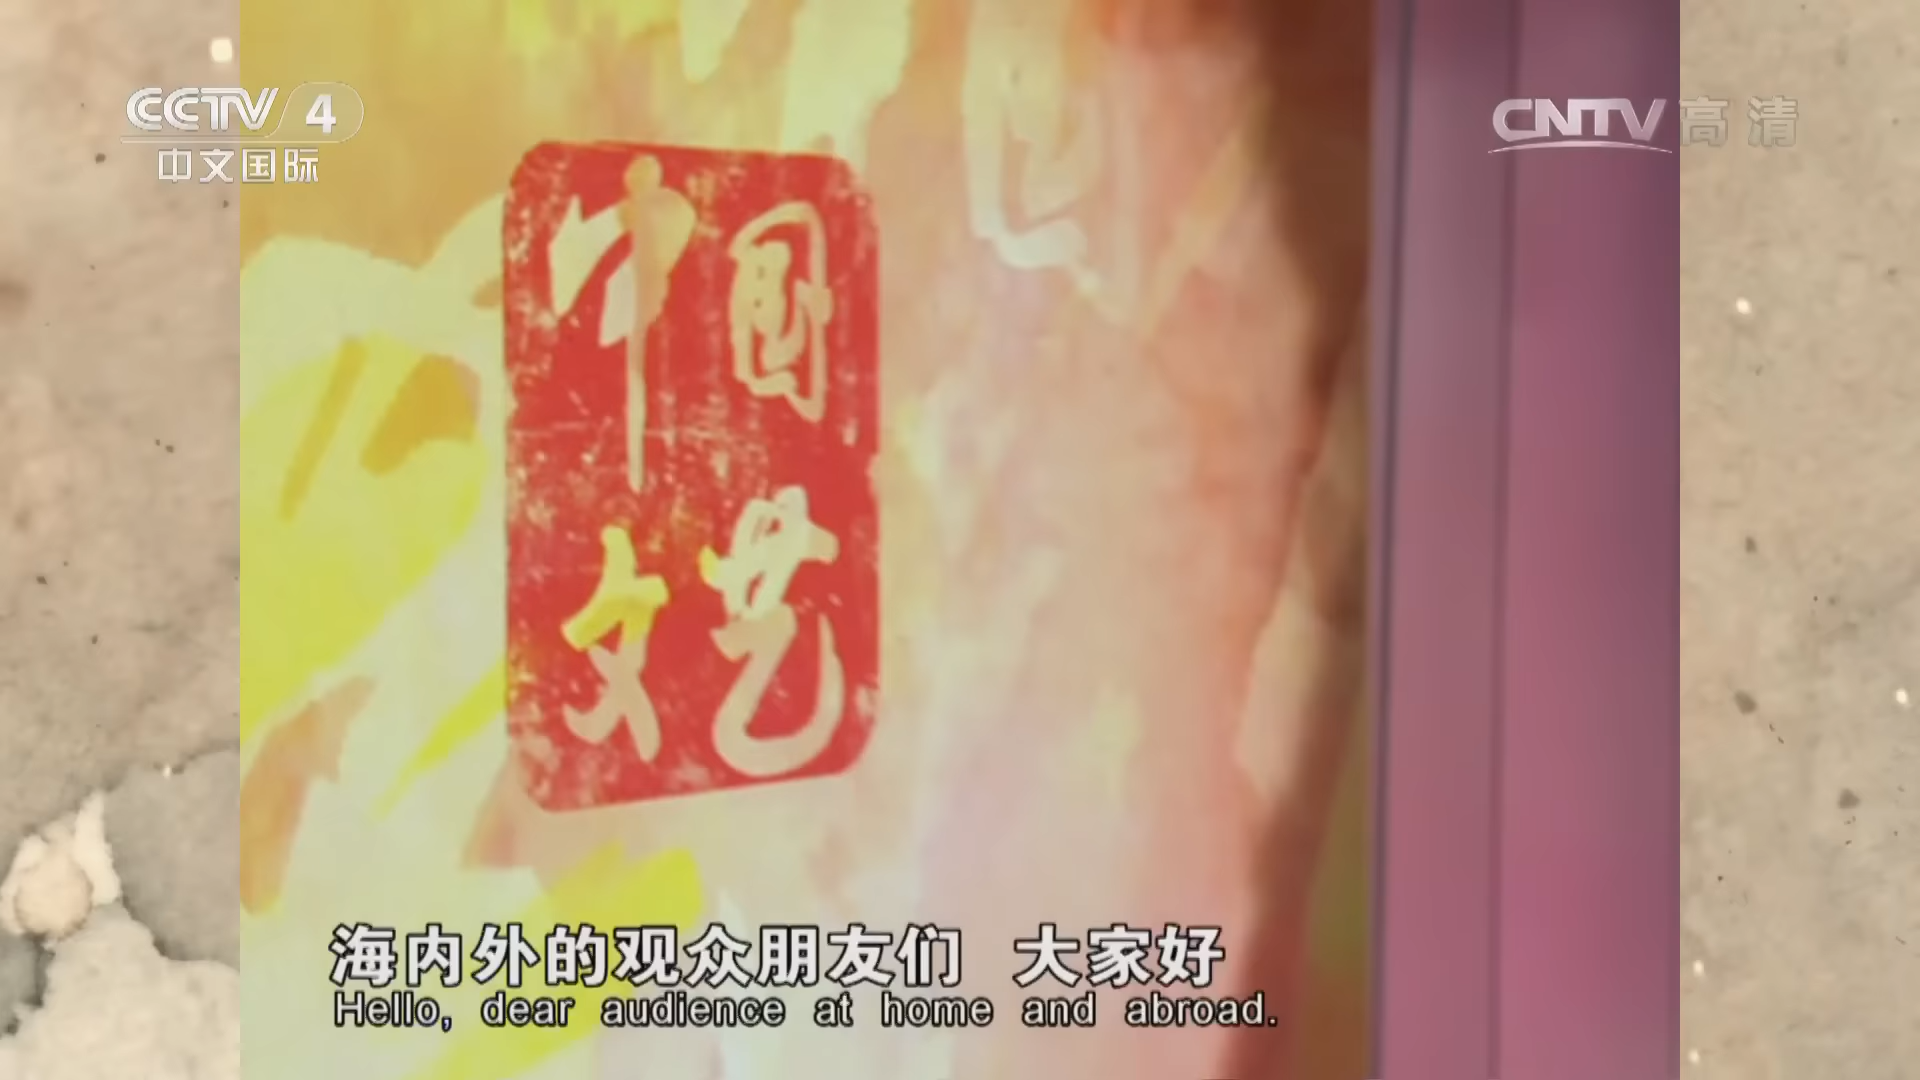 CCTV 4
中文国际
CNTV 高清
中国
文艺
海内外的观众朋友们 大家好
Hello, dear audience at home and abroad.